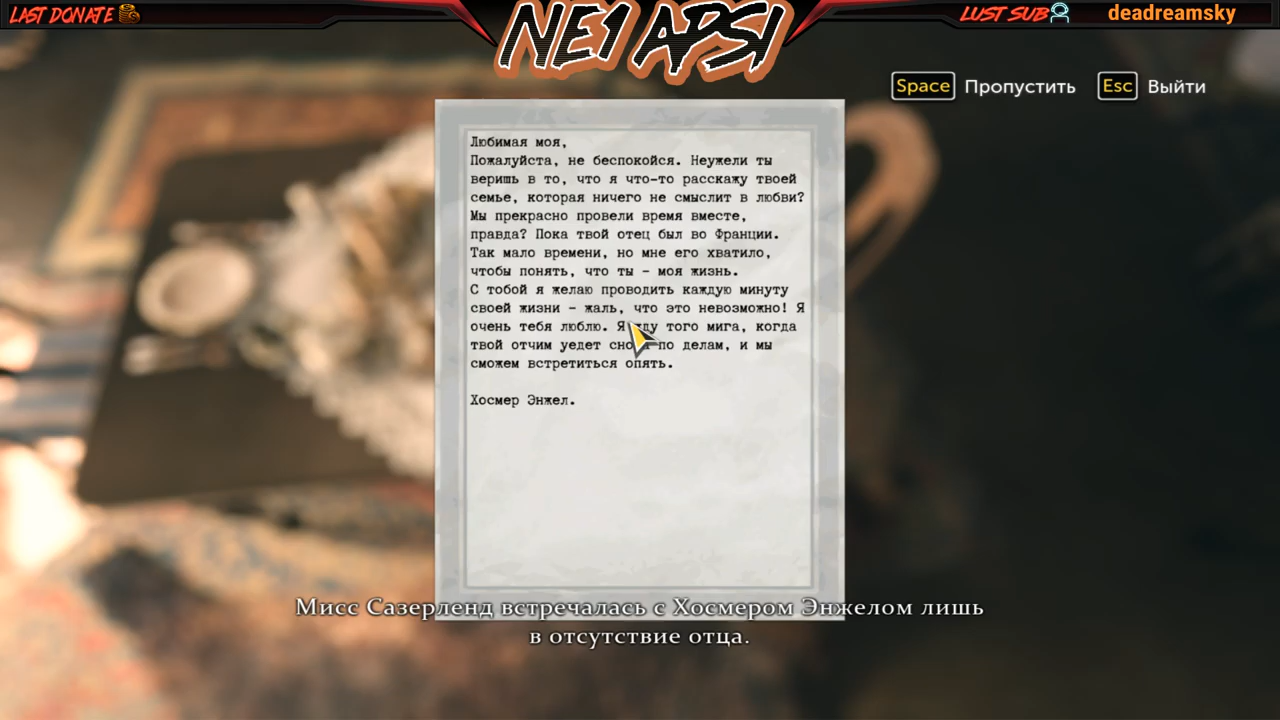 LAST DONATE
NE1 APSI
LUST SUB
deadreamsky
Space Пропустить
Esc Выйти
Любимая моя,
Пожалуйста, не беспокойся. Неужели ты
веришь в то, что я что-то расскажу твоей
семье, которая ничего не смыслит в любви?
Мы прекрасно провели время вместе,
правда? Пока твой отец был во Франции.
Так мало времени, но мне его хватило,
чтобы понять, что ты - моя жизнь.
С тобой я желаю проводить каждую минуту
своей жизни - жаль, что это невозможно! Я
очень тебя люблю. Я жду того мига, когда
твой отчим уедет снова по делам, и мы
сможем встретиться опять.
Хосмер Энжел.
Мисс Сазерленд встречалась с Хосмером Энжелом лишь
в отсутствие отца.